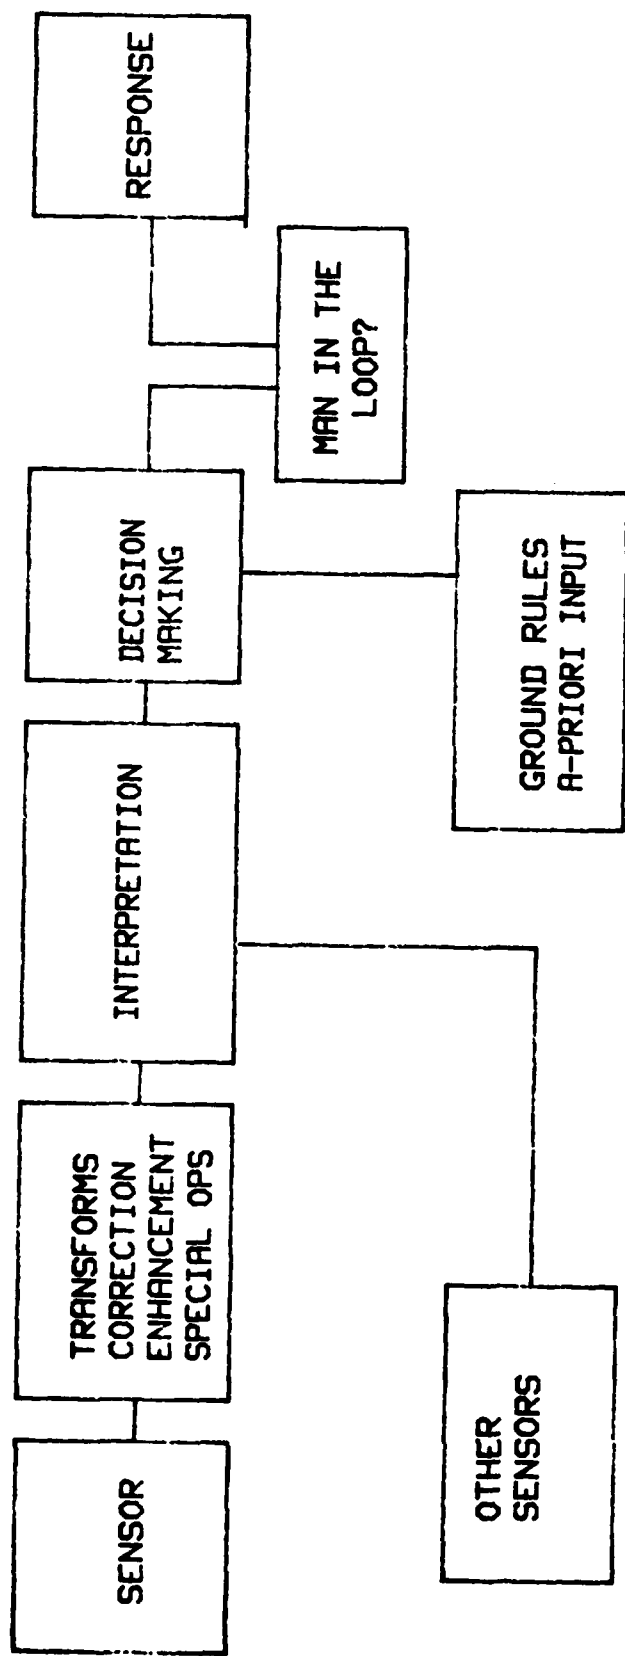 SENSOR
TRANSFORMS
CORRECTION
ENHANCEMENT
SPECIAL OPS
INTERPRETATION
DECISION
MAKING
RESPONSE
MAN IN THE
LOOP?
OTHER
SENSORS
GROUND RULES
A-PRIORI INPUT